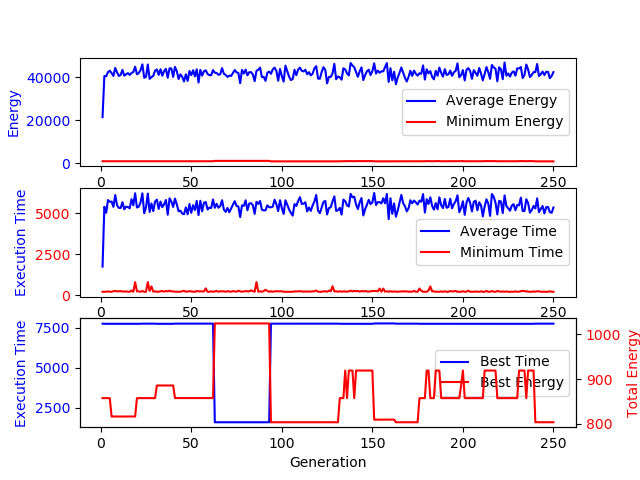 40000
20000
0
Energy
Average Energy
Minimum Energy
0 50 100 150 200 250
Generation
5000
2500
0
Execution Time
Average Time
Minimum Time
0 50 100 150 200 250
7500
5000
2500
Execution Time
Best Time
Best Energy
1000
900
800
Total Energy
0 50 100 150 200 250
Generation